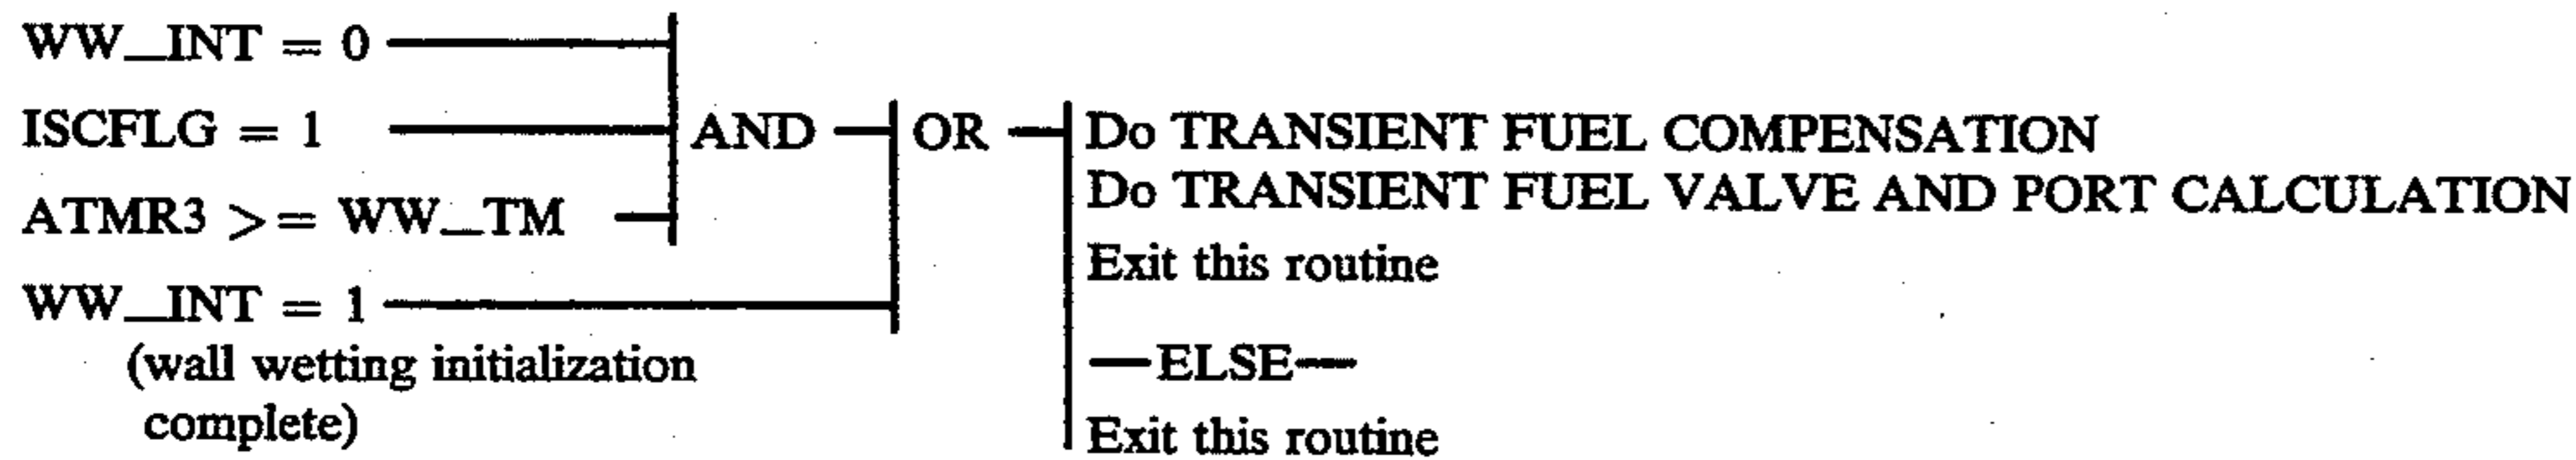 WW_INT = 0
ISCFLG = 1
AND
OR
Do TRANSIENT FUEL COMPENSATION
Do TRANSIENT FUEL VALVE AND PORT CALCULATION
ATMR3 >= WW_TM
Exit this routine
WW_INT = 1
(wall wetting initialization
complete)
—ELSE—
Exit this routine